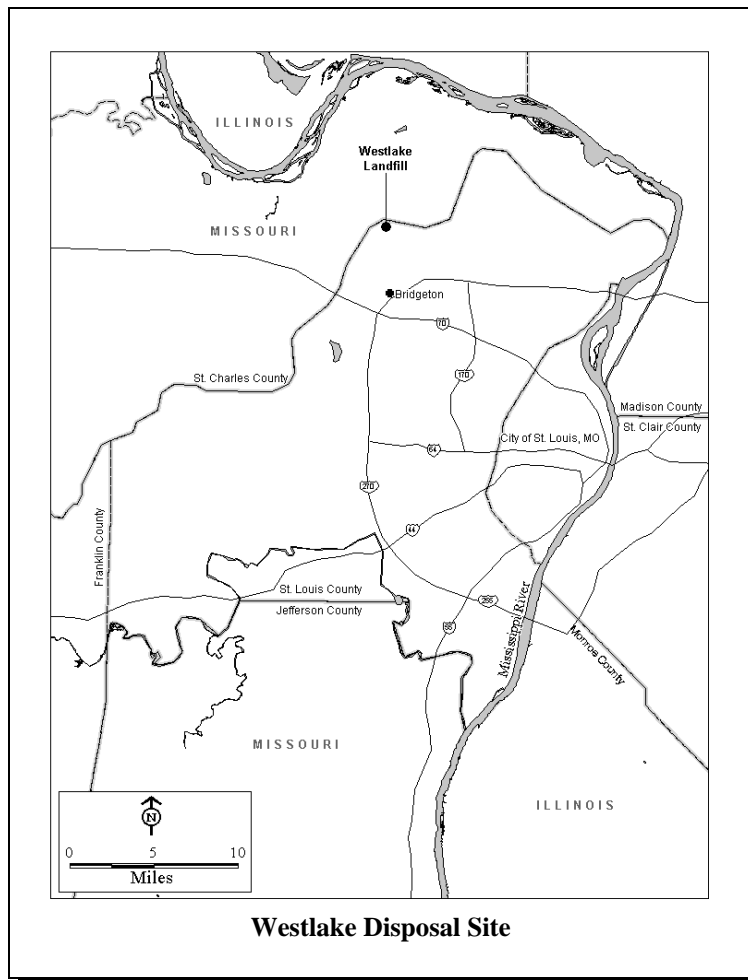 ILLINOIS
Westlake
Landfill
MISSOURI
Bridgeton
70
170
St. Charles County
Madison County
St. Clair County
City of St. Louis, MO
64
270
44
Franklin County
St. Louis County
Jefferson County
255
55
Mississippi River
Monroe County
MISSOURI
ILLINOIS
N
0 5 10
Miles
Westlake Disposal Site